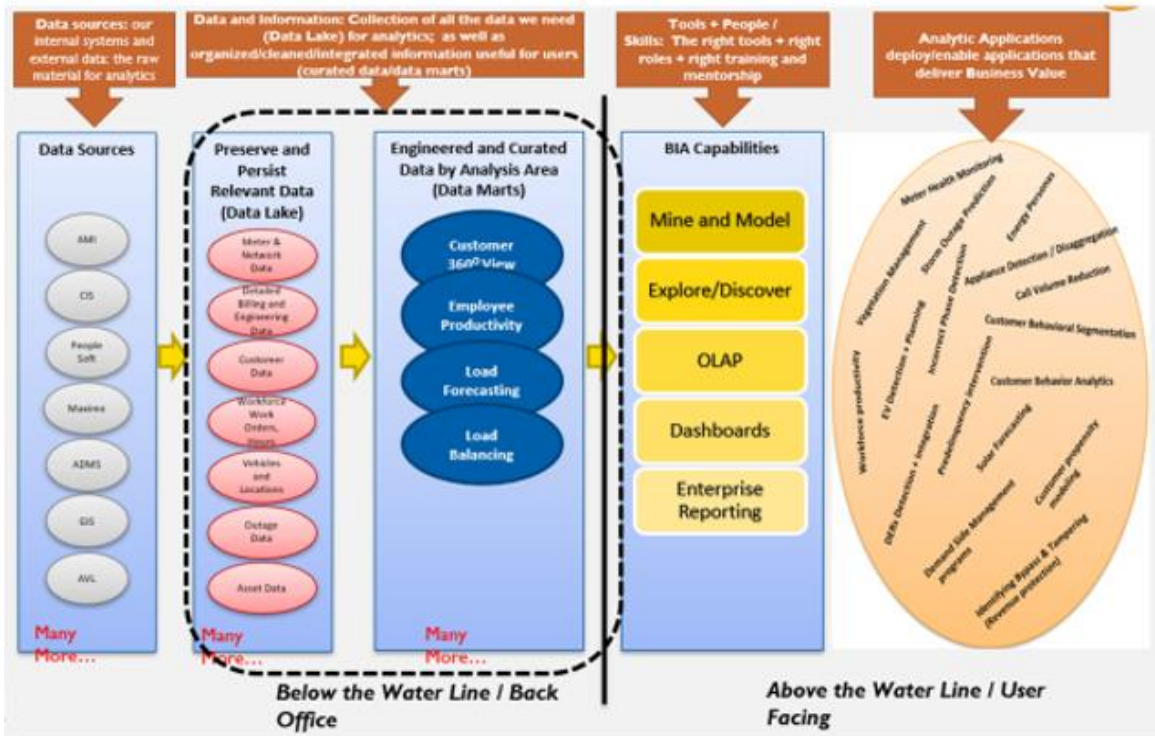 Data sources: our
internal systems and
external data: the raw
material for analytics
Data and Information: Collection of all the data we need
(Data Lake) for analytics; as well as
organized/cleaned/integrated information useful for users
(curated data/data marts)
Tools + People /
Skills: The right tools + right
roles + right training and
mentorship
Analytic Applications
deploy/enable applications that
deliver Business Value
Data Sources
AMI
CIS
People
Soft
Maximo
ADMS
GIS
AVL
Many
More...
Preserve and
Persist
Relevant Data
(Data Lake)
Meter &
Network
Data
Detailed
Billing and
Engineering
Data
Customer
Data
Workforce
Work
Orders,
Hours
Vehicles
and
Locations
Outage
Data
Asset Data
Many
More...
Engineered and Curated
Data by Analysis Area
(Data Marts)
Customer
360° View
Employee
Productivity
Load
Forecasting
Load
Balancing
Many
More...
BIA Capabilities
Mine and Model
Explore/Discover
OLAP
Dashboards
Enterprise
Reporting
Meter Health Monitoring
Storm Outage Prediction
Energy Personas
Vegetation Management
Appliance Detection / Disaggregation
Call Volume Reduction
Incorrect Phase Detection
Customer Behavioral Segmentation
EV Detection + Planning
Workforce productivity
Predelinquency intervention
Customer Behavior Analytics
DERs Detection + Integration
Solar Forecasting
Customer propensity
modeling
Demand Side Management
programs
Identifying Bypass & Tampering
(Revenue protection)
Below the Water Line / Back
Office
Above the Water Line / User
Facing